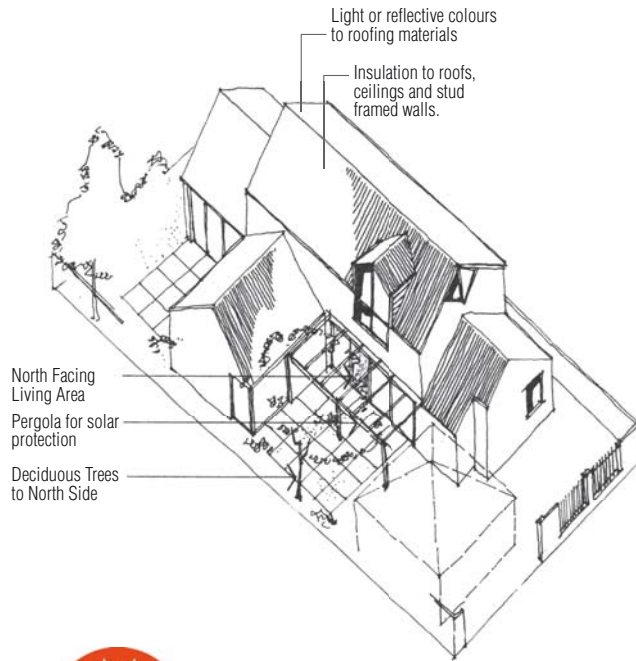 Light or reflective colours
to roofing materials
Insulation to roofs,
ceilings and stud
framed walls.
North Facing
Living Area
Pergola for solar
protection
Deciduous Trees
to North Side